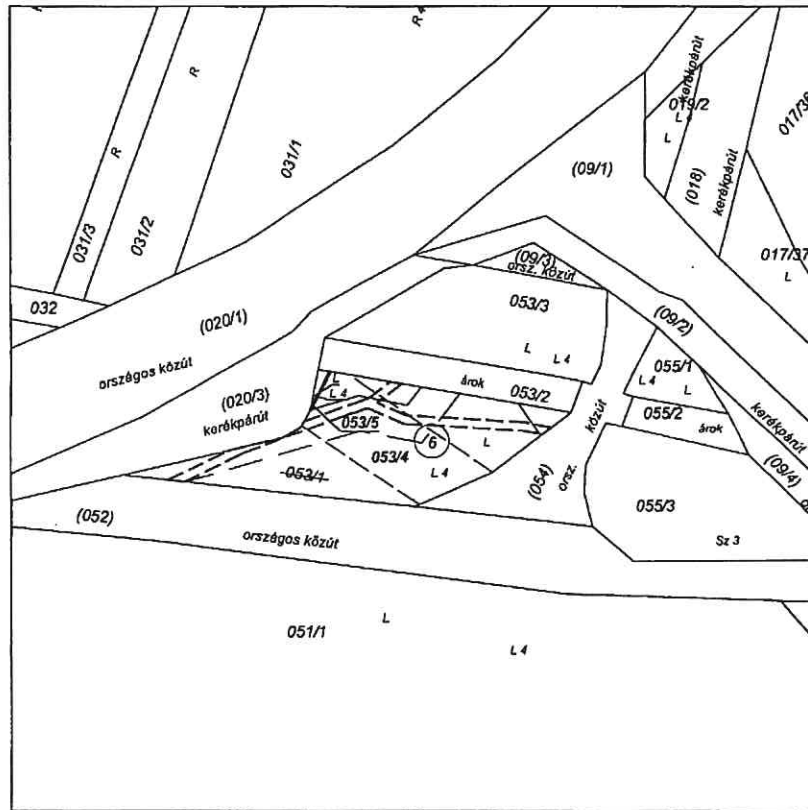 R
R 4
R
R
031/1
031/2
031/3
032
(020/1)
országos közút
(020/3)
kerékpárút
(052)
országos közút
051/1
L
L 4
(09/1)
kerékpárút
019/2
L 4
L
(018)
kerékpárút
017/38
017/37
L
(09/3)
orsz. közút
053/3
L
L 4
árok
053/2
L
L 4
053/5
6
L
053/4
L 4
053/1
(054)
orsz.
közút
(09/2)
055/1
L 4
L
055/2
árok
kerékpárút
(09/4)
055/3
Sz 3